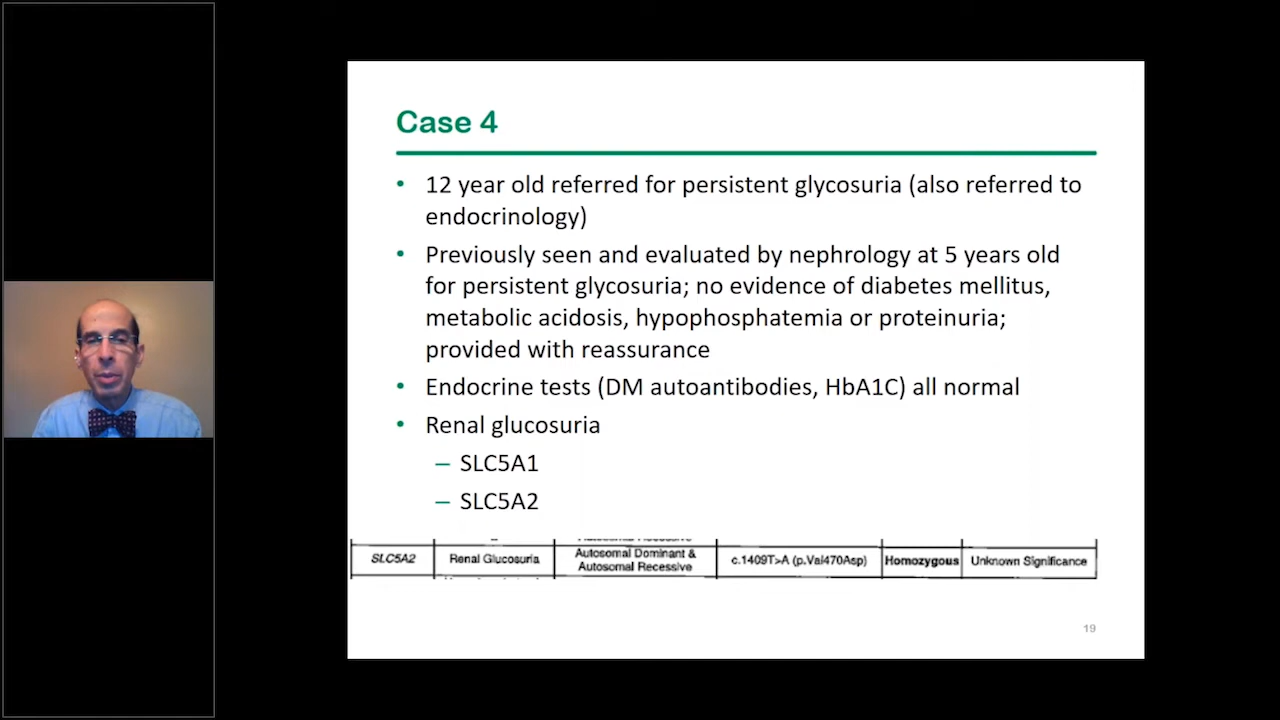 Case 4
• 12 year old referred for persistent glycosuria (also referred to
endocrinology)
• Previously seen and evaluated by nephrology at 5 years old
for persistent glycosuria; no evidence of diabetes mellitus,
metabolic acidosis, hypophosphatemia or proteinuria;
provided with reassurance
• Endocrine tests (DM autoantibodies, HbA1C) all normal
• Renal glucosuria
– SLC5A1
– SLC5A2
SLC5A2 Renal Glucosuria Autosomal Dominant & Autosomal Recessive c.1409T>A (p.Val470Asp) Homozygous Unknown Significance
19